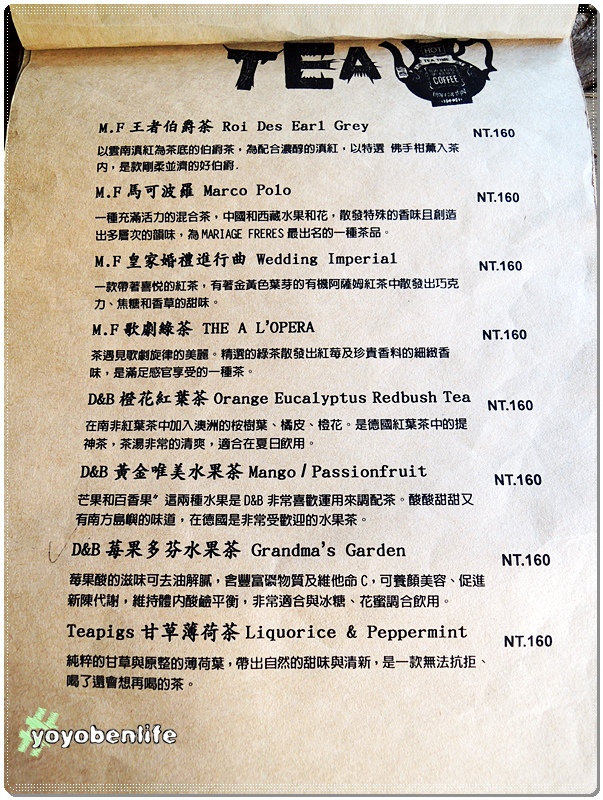 TEA
HOT
TEA TIME
COFFEE
M.F 王者伯爵茶 Roi Des Earl Grey NT.160
以雲南滇紅為茶底的伯爵茶，為配合濃醇的滇紅，以特選 佛手柑薰入茶
內，是款剛柔並濟的好伯爵.
M.F 馬可波羅 Marco Polo NT.160
一種充滿活力的混合茶，中國和西藏水果和花，散發特殊的香味且創造
出多層次的韻味，為MARIAGE FRERES最出名的一種茶品。
M.F 皇家婚禮進行曲 Wedding Imperial NT.160
一款帶著喜悅的紅茶，有著金黃色葉芽的有機阿薩姆紅茶中散發出巧克
力、焦糖和香草的甜味。
M.F 歌劇綠茶 THE A L'OPERA NT.160
茶遇見歌劇旋律的美麗。精選的綠茶散發出紅莓及珍貴香料的細緻香
味，是滿足感官享受的一種茶。
D&B 橙花紅葉茶 Orange Eucalyptus Redbush Tea NT.160
在南非紅葉茶中加入澳洲的桉樹葉、橘皮、橙花。是德國紅葉茶中的提
神茶，茶湯非常的清爽，適合在夏日飲用。
D&B 黃金唯美水果茶 Mango / Passionfruit NT.160
芒果和百香果〞這兩種水果是D&B非常喜歡運用來調配茶。酸酸甜甜又
有南方島嶼的味道，在德國是非常受歡迎的水果茶。
D&B 莓果多芬水果茶 Grandma's Garden NT.160
莓果酸的滋味可去油解膩，含豐富礦物質及維他命C，可養顏美容、促進
新陳代謝，維持體內酸鹼平衡，非常適合與冰糖、花蜜調合飲用。
Teapigs 甘草薄荷茶 Liquorice & Peppermint NT.160
純粹的甘草與原整的薄荷葉，帶出自然的甜味與清新，是一款無法抗拒、
喝了還會想再喝的茶。
yoyobenlife